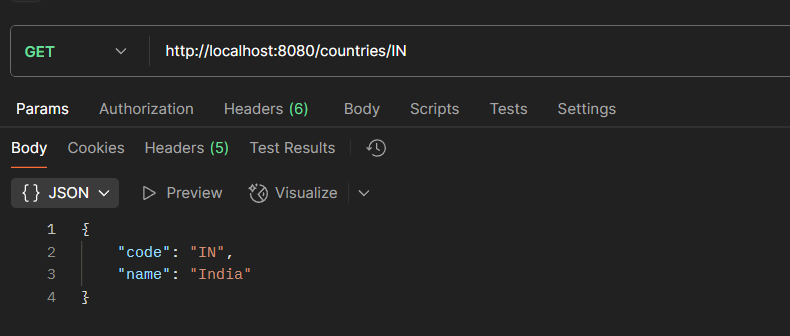 GET http://localhost:8080/countries/IN
Params Authorization Headers (6) Body Scripts Tests Settings
Body Cookies Headers (5) Test Results
{} JSON Preview Visualize
1 {
2 "code": "IN",
3 "name": "India"
4 }